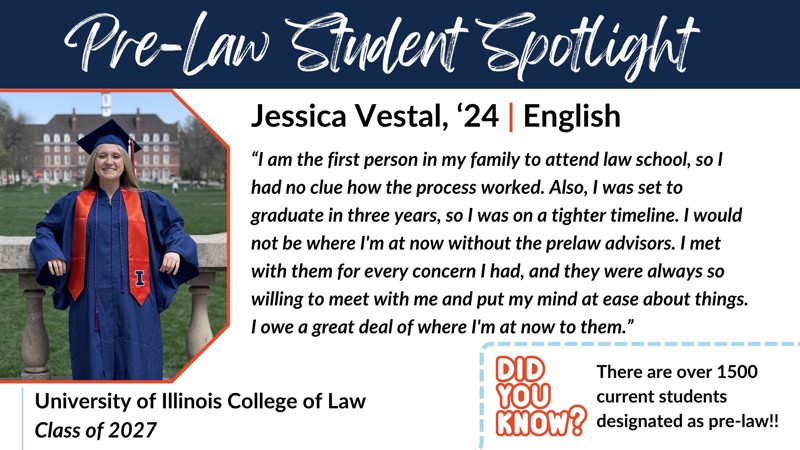 Pre-Law Student Spotlight
Jessica Vestal, ‘24 | English
“I am the first person in my family to attend law school, so I
had no clue how the process worked. Also, I was set to
graduate in three years, so I was on a tighter timeline. I would
not be where I'm at now without the prelaw advisors. I met
with them for every concern I had, and they were always so
willing to meet with me and put my mind at ease about things.
I owe a great deal of where I'm at now to them.”
I
University of Illinois College of Law
Class of 2027
DID
YOU
KNOW?
There are over 1500
current students
designated as pre-law!!